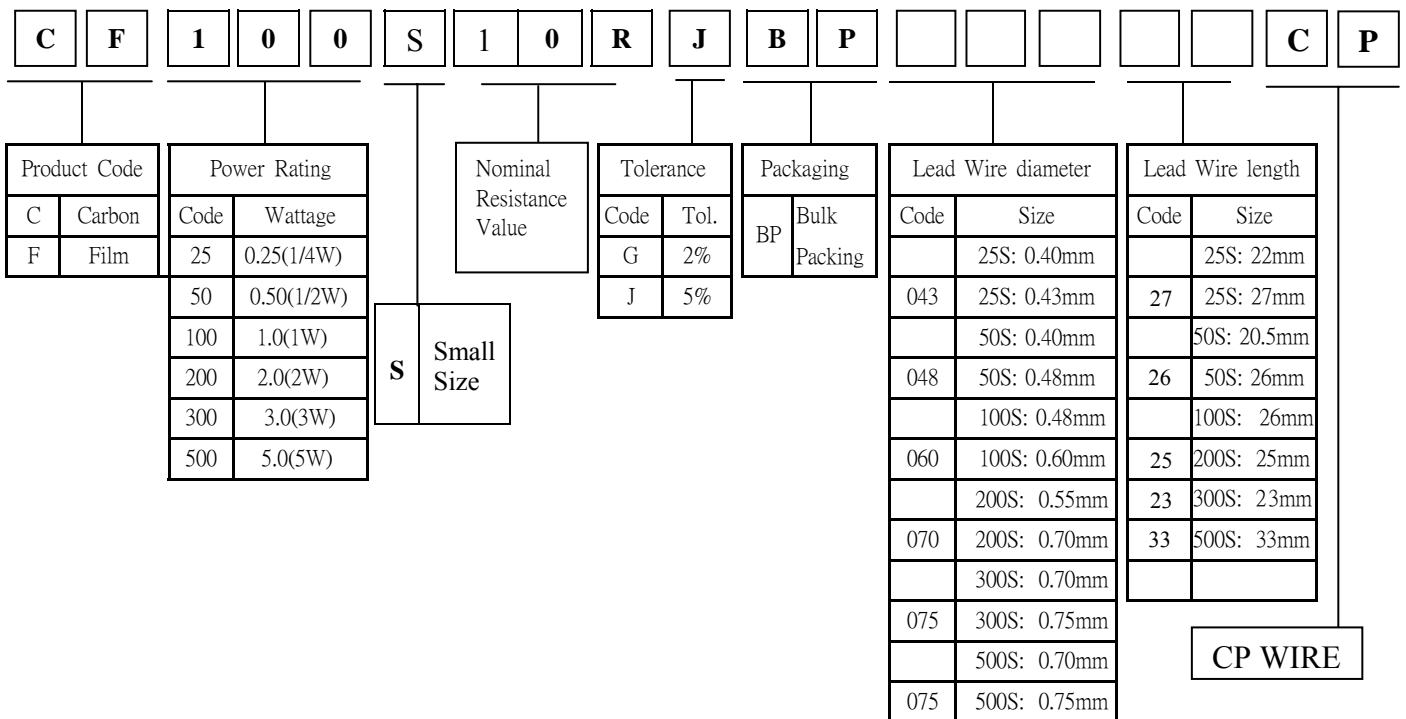 C F 1 0 0 S 1 0 R J B P C P
Product Code
C Carbon
F Film
Power Rating
Code Wattage
25 0.25(1/4W)
50 0.50(1/2W)
100 1.0(1W)
200 2.0(2W)
300 3.0(3W)
500 5.0(5W)
S Small
Size
Nominal
Resistance
Value
Tolerance
Code Tol.
G 2%
J 5%
Packaging
BP Bulk
Packing
Lead Wire diameter
Code Size
25S: 0.40mm
043 25S: 0.43mm
50S: 0.40mm
048 50S: 0.48mm
100S: 0.48mm
060 100S: 0.60mm
200S: 0.55mm
070 200S: 0.70mm
300S: 0.70mm
075 300S: 0.75mm
500S: 0.70mm
075 500S: 0.75mm
Lead Wire length
Code Size
25S: 22mm
27 25S: 27mm
50S: 20.5mm
26 50S: 26mm
100S: 26mm
25 200S: 25mm
23 300S: 23mm
33 500S: 33mm
CP WIRE